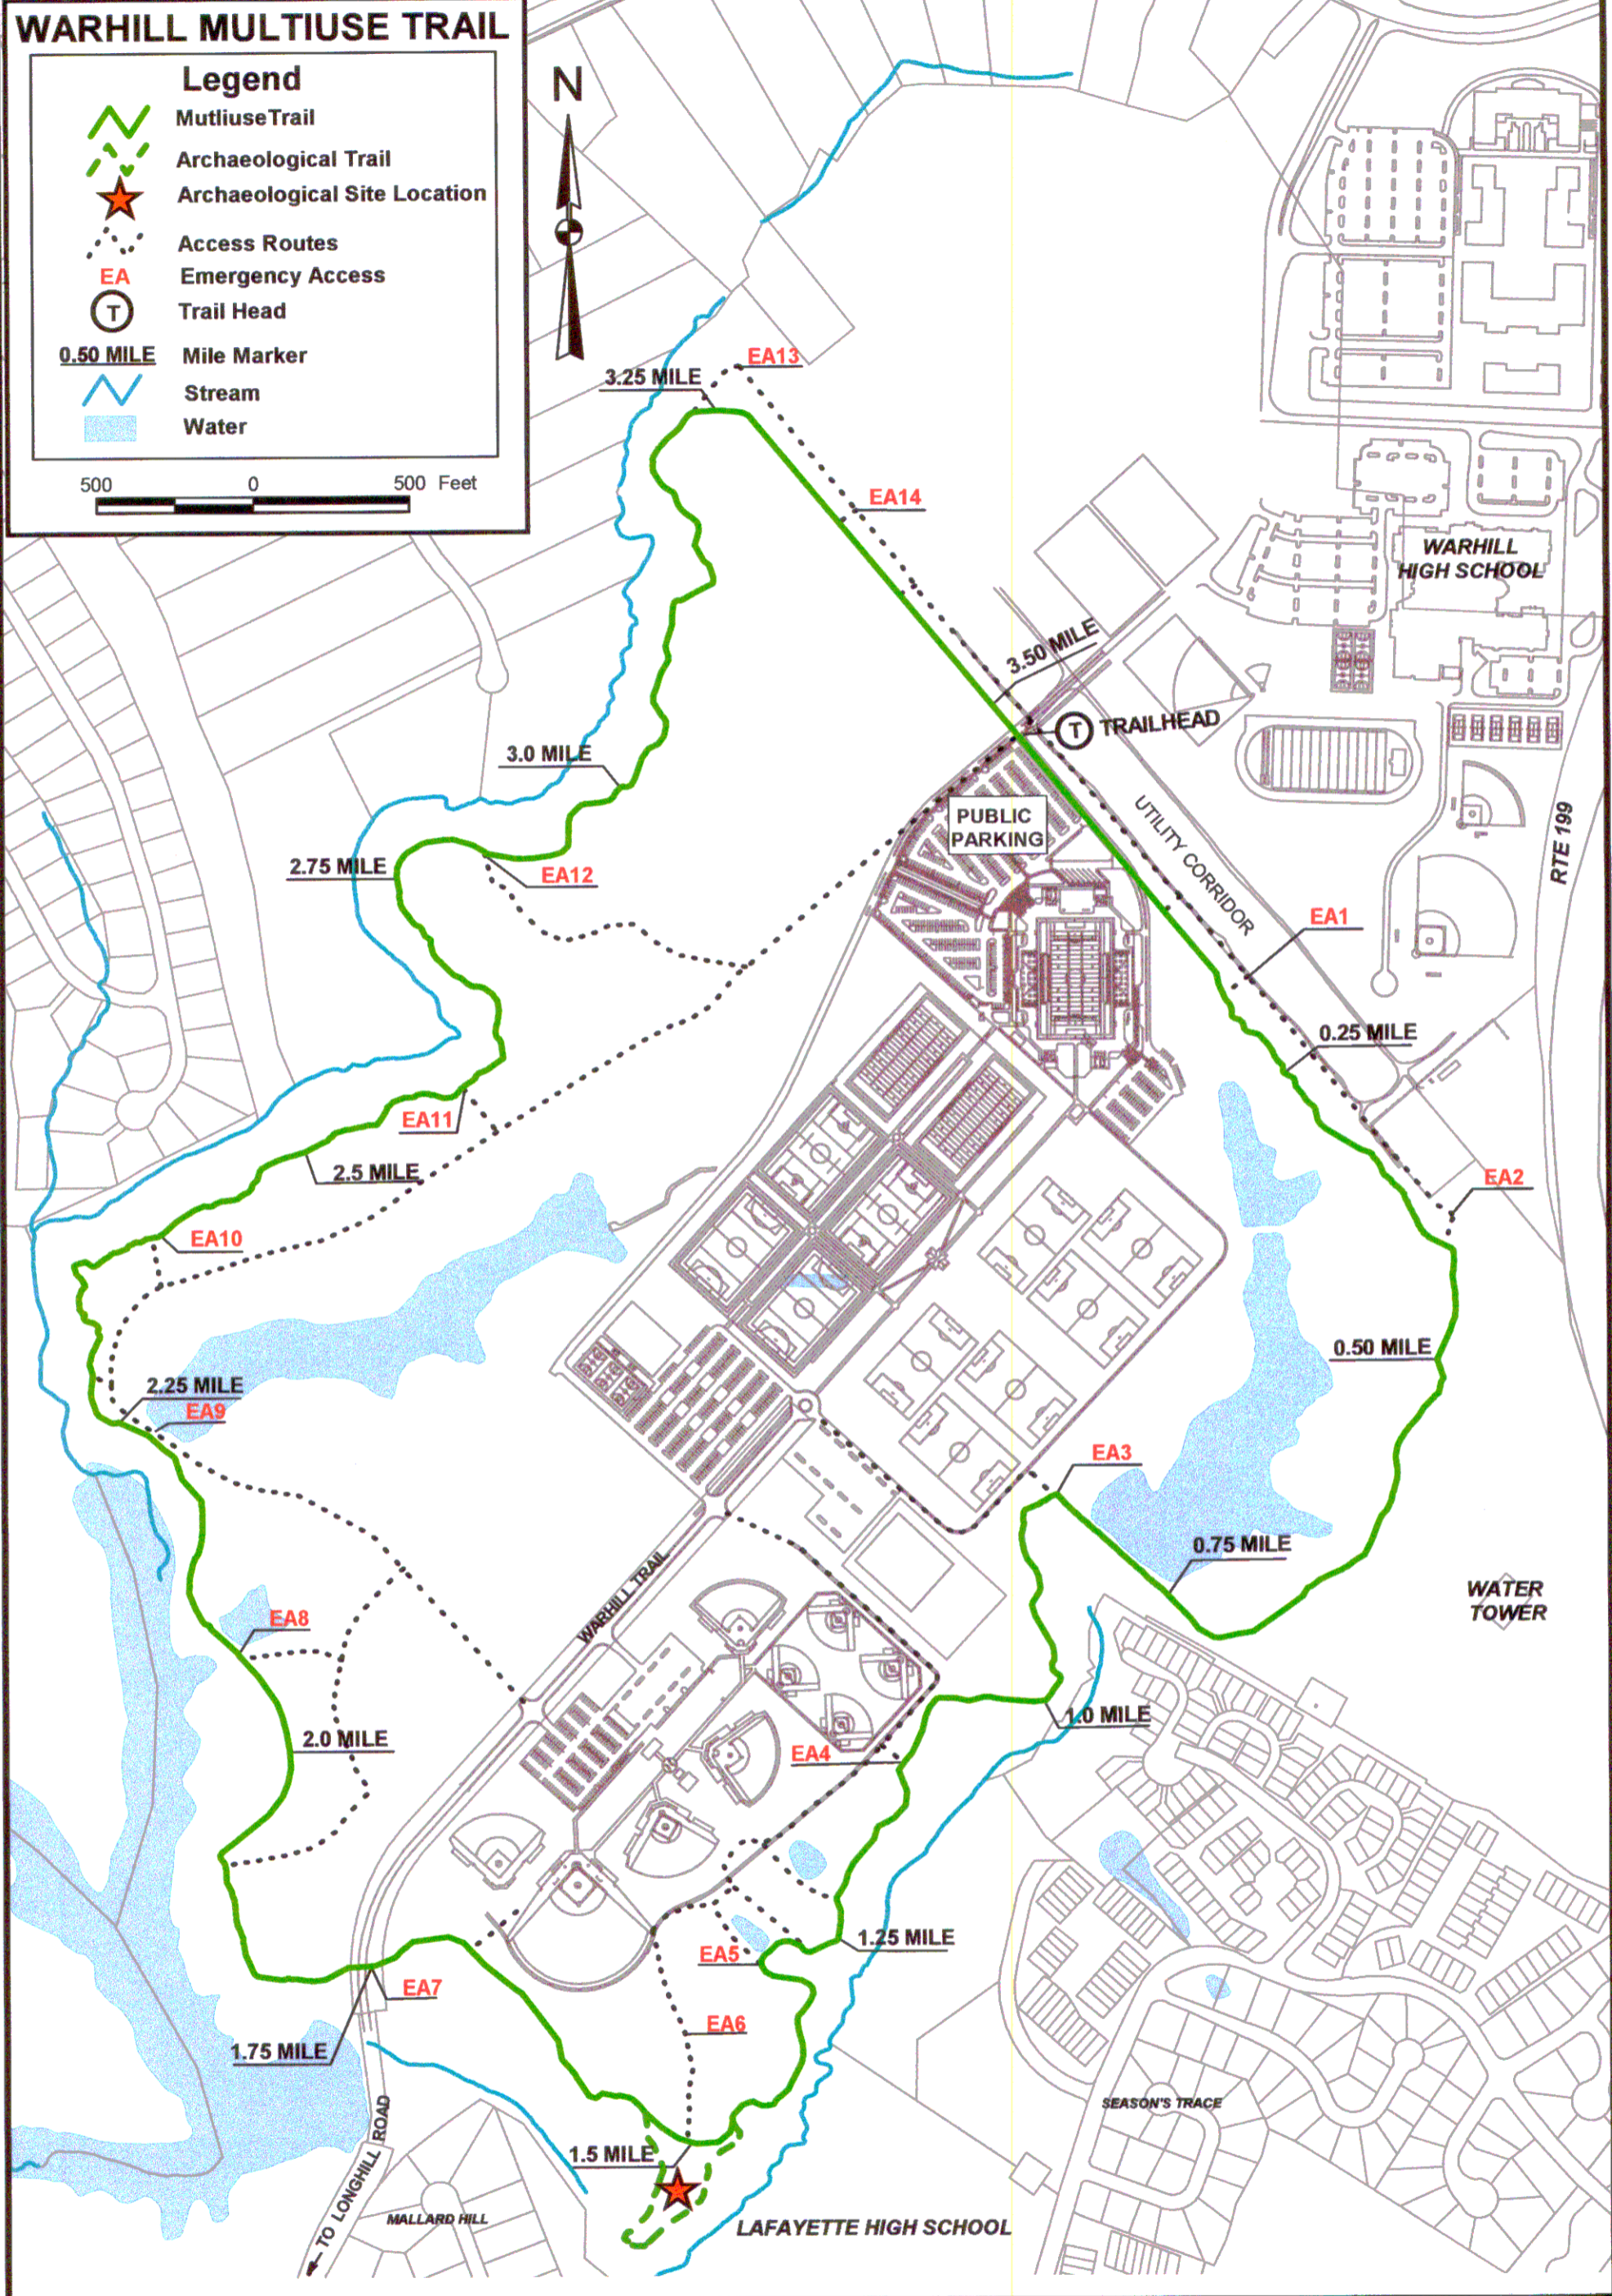 WARHILL MULTIUSE TRAIL
Legend
MutliuseTrail
Archaeological Trail
Archaeological Site Location
Access Routes
EA Emergency Access
T Trail Head
0.50 MILE Mile Marker
Stream
Water
500 0 500 Feet
N
EA13
3.25 MILE
EA14
WARHILL
HIGH SCHOOL
3.50 MILE
T TRAILHEAD
3.0 MILE
PUBLIC
PARKING
UTILITY CORRIDOR
RTE 199
2.75 MILE
EA12
EA1
0.25 MILE
EA11
2.5 MILE
EA2
EA10
0.50 MILE
2.25 MILE
EA9
EA3
0.75 MILE
WARHILL TRAIL
WATER
TOWER
EA8
1.0 MILE
2.0 MILE
EA4
1.25 MILE
EA5
EA7
EA6
1.75 MILE
SEASON'S TRACE
1.5 MILE
TO LONGHILL ROAD
MALLARD HILL
LAFAYETTE HIGH SCHOOL